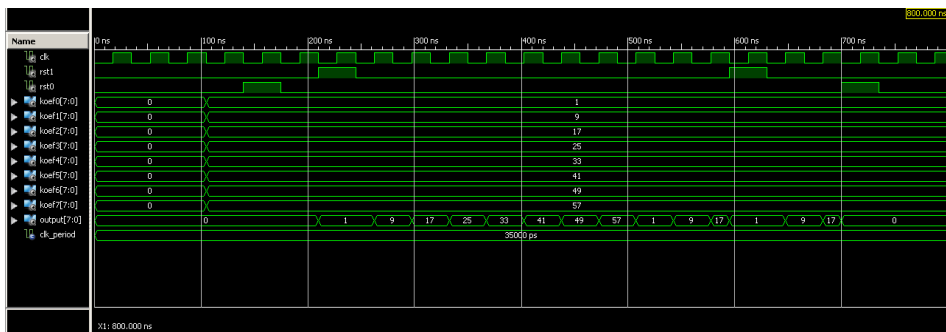 800.000 ns
Name
0 ns |100 ns |200 ns |300 ns |400 ns |500 ns |600 ns |700 ns
clk
rst1
rst0
koef0[7:0] 0 1
koef1[7:0] 0 9
koef2[7:0] 0 17
koef3[7:0] 0 25
koef4[7:0] 0 33
koef5[7:0] 0 41
koef6[7:0] 0 49
koef7[7:0] 0 57
output[7:0] 0 1 9 17 25 33 41 49 57 1 9 17 1 9 17 0
clk_period 35000 ps
X1: 800.000 ns